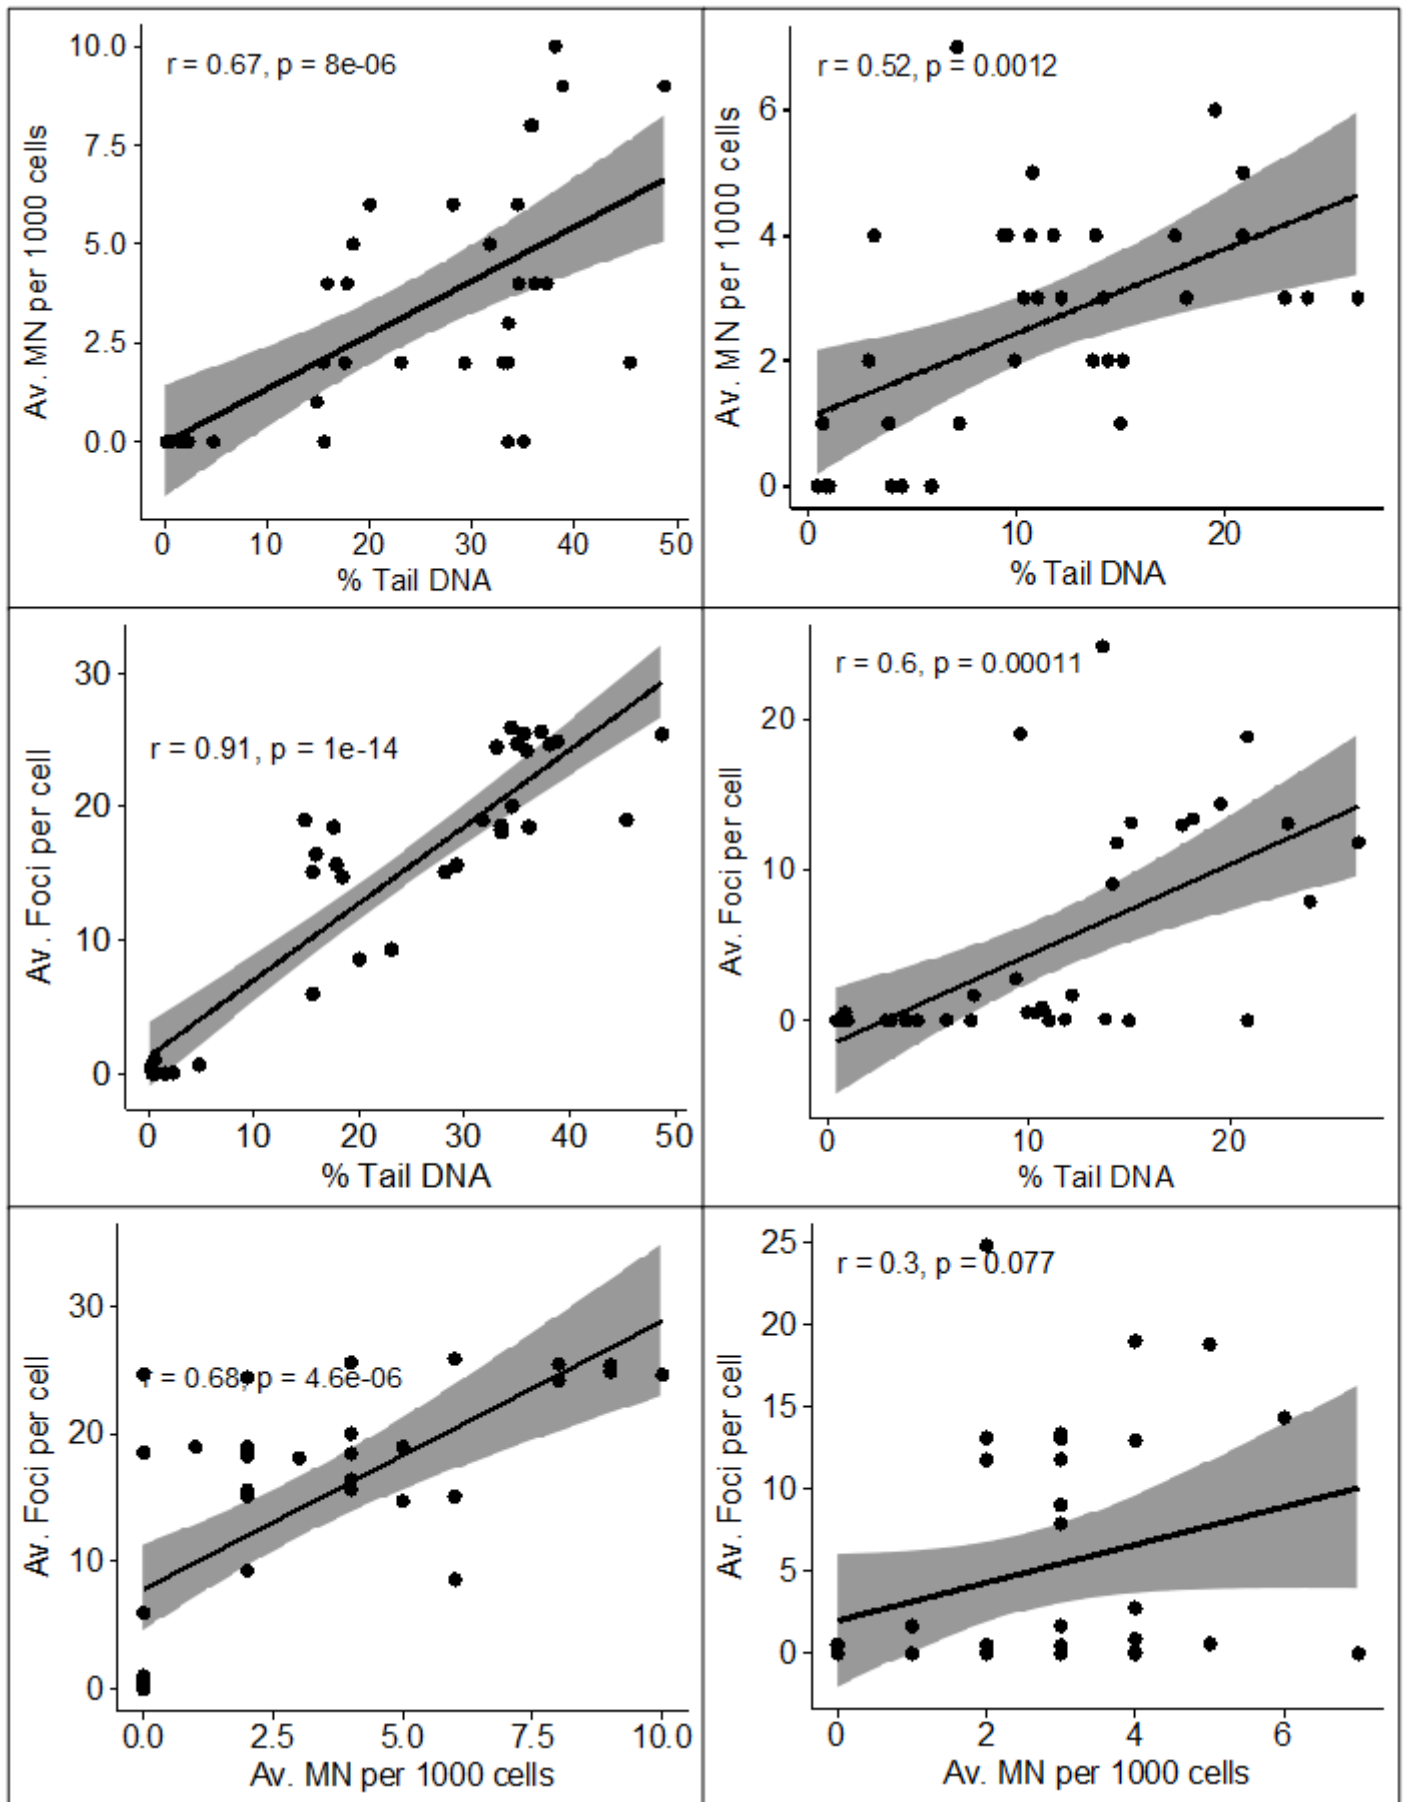 r = 0.67, p = 8e-06
Av. MN per 1000 cells
10.0
7.5
5.0
2.5
0.0
0 10 20 30 40 50
% Tail DNA
r = 0.52, p = 0.0012
Av. MN per 1000 cells
6
4
2
0
0 10 20
% Tail DNA
r = 0.91, p = 1e-14
Av. Foci per cell
30
20
10
0
0 10 20 30 40 50
% Tail DNA
r = 0.6, p = 0.00011
Av. Foci per cell
20
10
0
0 10 20
% Tail DNA
r = 0.68, p = 4.6e-06
Av. Foci per cell
30
20
10
0
0.0 2.5 5.0 7.5 10.0
Av. MN per 1000 cells
r = 0.3, p = 0.077
Av. Foci per cell
25
20
15
10
5
0
0 2 4 6
Av. MN per 1000 cells